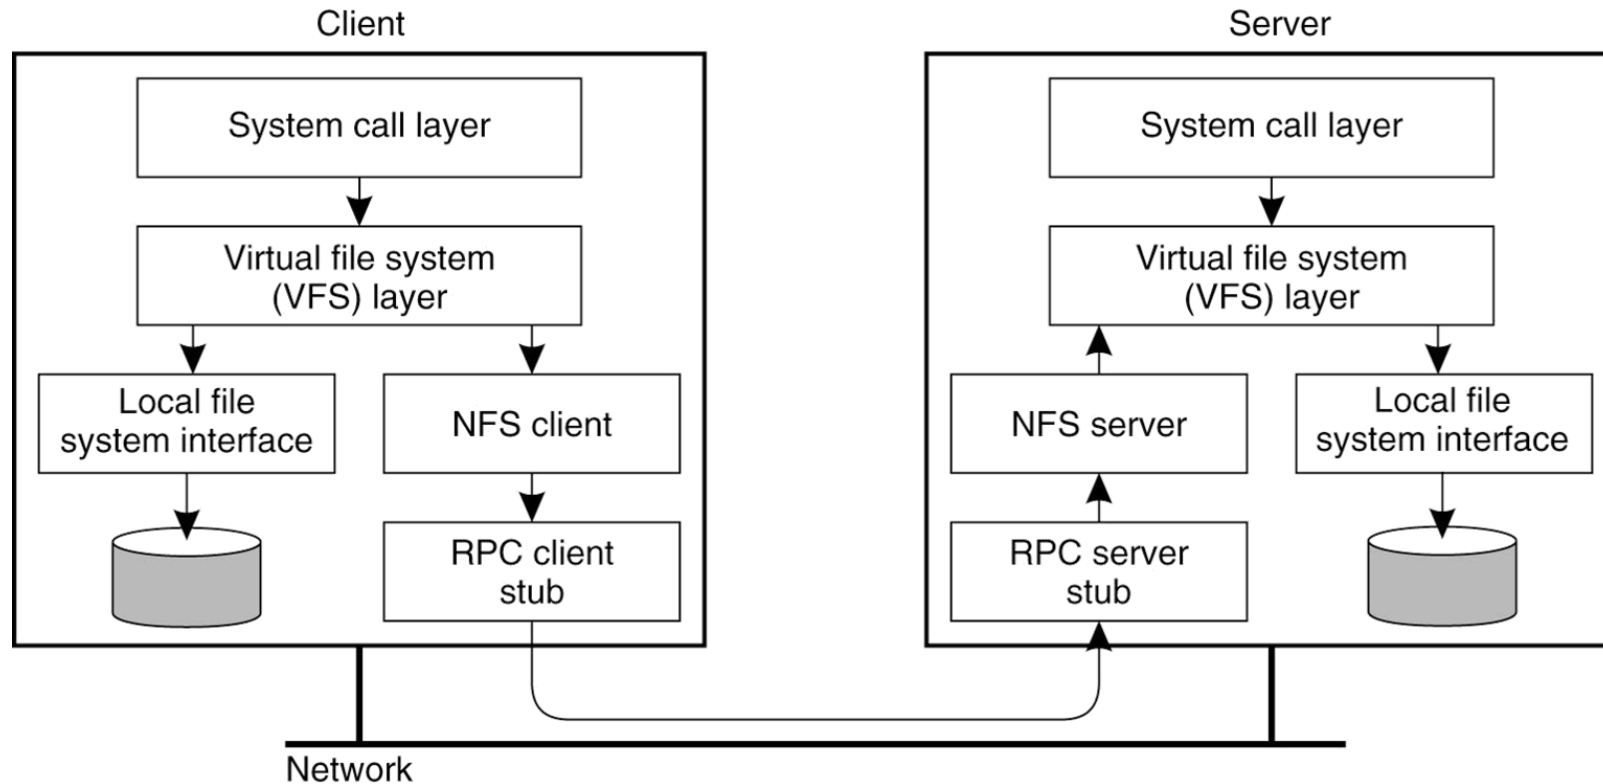 Client
Server
System call layer
System call layer
Virtual file system
(VFS) layer
Virtual file system
(VFS) layer
Local file
system interface
NFS client
NFS server
Local file
system interface
RPC client
stub
RPC server
stub
Network